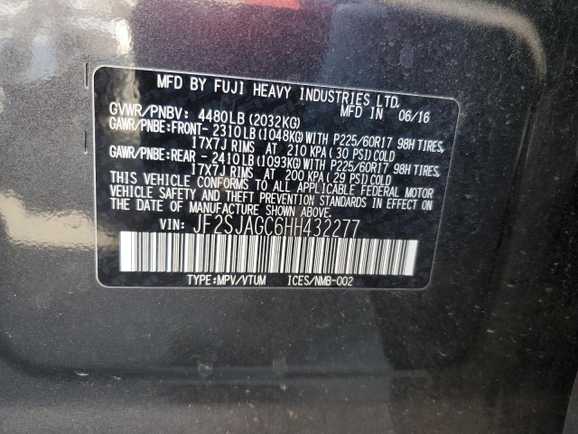 MFD BY FUJI HEAVY INDUSTRIES LTD.
MFD IN 06/16
GVWR/PNBV: 4480LB (2032KG)
GAWR/PNBE:FRONT- 2310LB(1048KG)WITH P225/60R17 98H TIRES,
17X7J RIMS AT 210 KPA( 30 PSI)COLD
GAWR/PNBE:REAR - 2410LB(1093KG)WITH P225/60R17 98H TIRES,
17X7J RIMS AT 200 KPA( 29 PSI)COLD
THIS VEHICLE CONFORMS TO ALL APPLICABLE FEDERAL MOTOR
VEHICLE SAFETY AND THEFT PREVENTION STANDARDS IN EFFECT
ON THE DATE OF MANUFACTURE SHOWN ABOVE.
VIN: JF2SJAGC6HH432277
TYPE:MPV/VTUM ICES/NMB-002